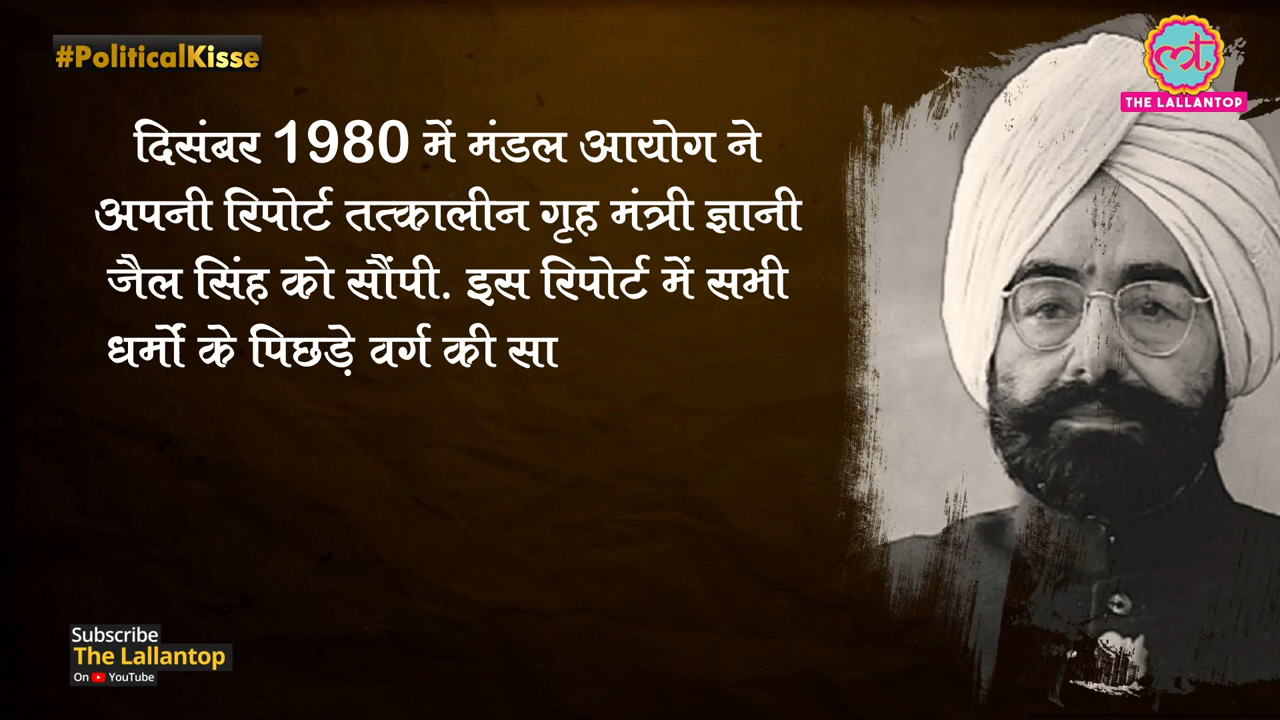 #PoliticalKisse
मt
THE LALLANTOP
दिसंबर 1980 में मंडल आयोग ने
अपनी रिपोर्ट तत्कालीन गृह मंत्री ज्ञानी
जैल सिंह को सौंपी. इस रिपोर्ट में सभी
धर्मो के पिछड़े वर्ग की सा
Subscribe
The Lallantop
On YouTube